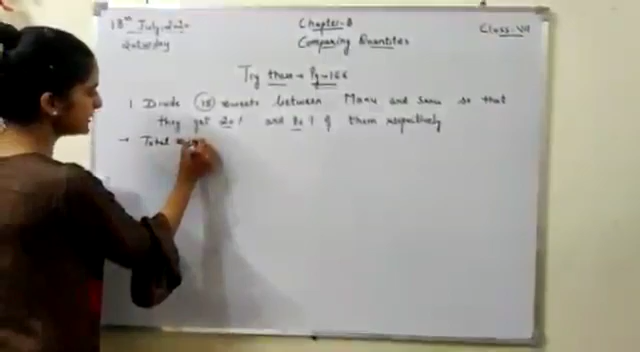 18th July, 2020
Saturday
Chapter-8
Comparing Quantites
Class-VII
Try these → Pg-166
1 Divide 15 sweets between Manu and Sonu so that
they get 20% and 80% of them respectively
→ Total